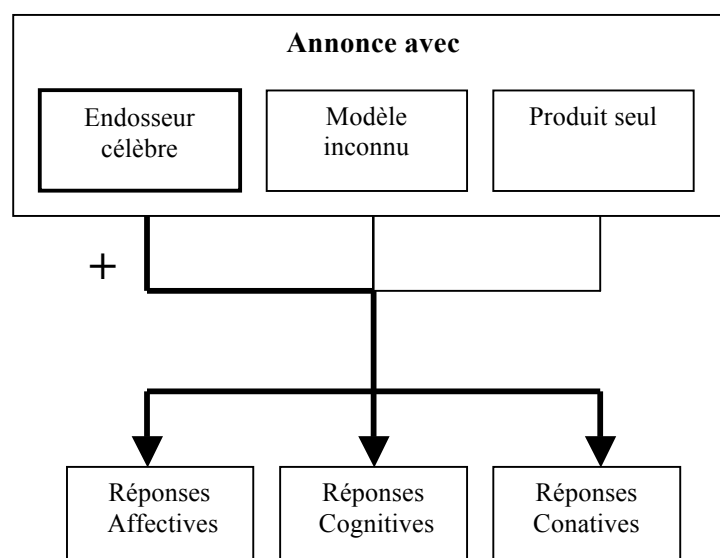 Annonce avec
Endosseur
célèbre
Modèle
inconnu
Produit seul
+
Réponses
Affectives
Réponses
Cognitives
Réponses
Conatives